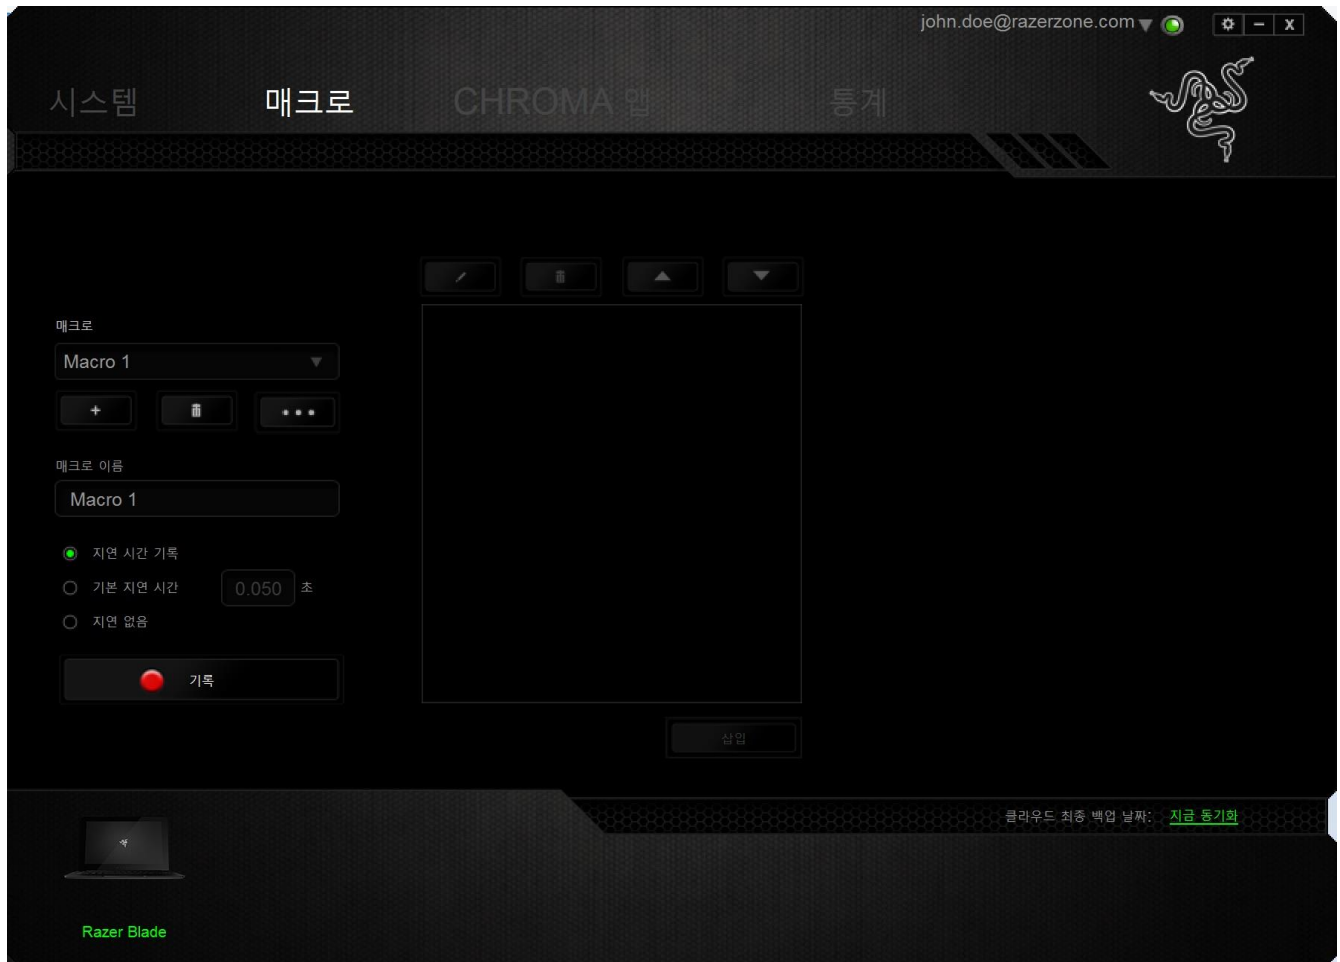 john.doe@razerzone.com
X
시스템 매크로 CHROMA 앱 통계
매크로
Macro 1
매크로 이름
Macro 1
지연 시간 기록
기본 지연 시간 0.050 초
지연 없음
기록
삽입
클라우드 최종 백업 날짜: 지금 동기화
Razer Blade